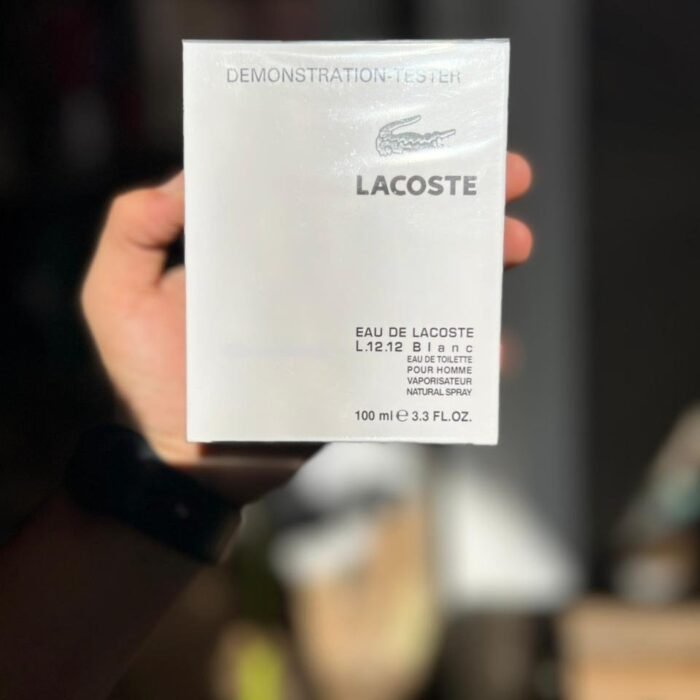 DEMONSTRATION-TESTER
LACOSTE
EAU DE LACOSTE
L.12.12 Blanc
EAU DE TOILETTE
POUR HOMME
VAPORISATEUR
NATURAL SPRAY
100 ml ℮ 3.3 FL.OZ.